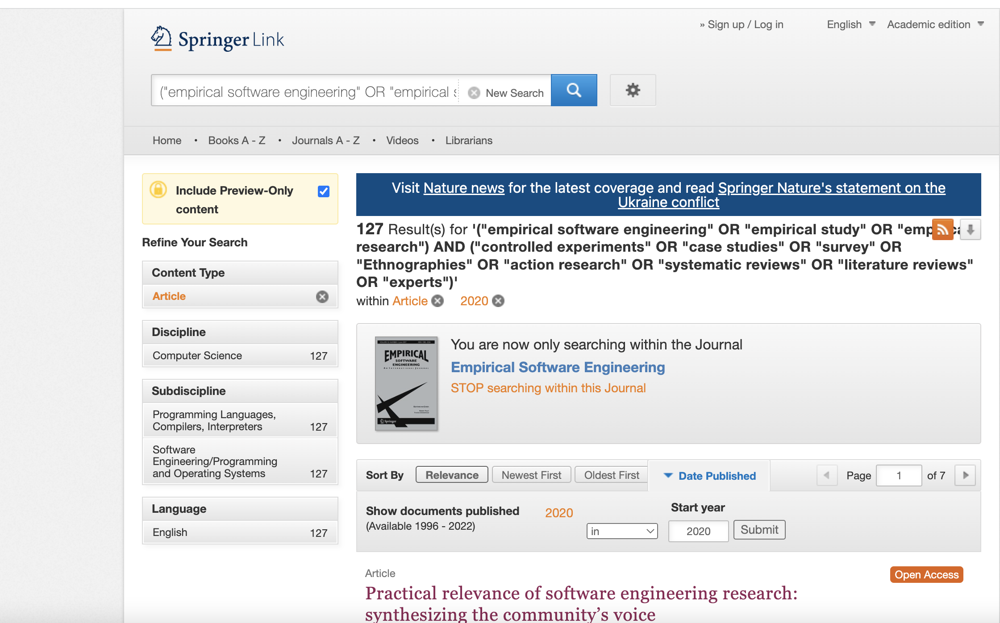 » Sign up / Log in
English
Academic edition
Springer Link
("empirical software engineering" OR "empirical s
New Search
Home • Books A - Z • Journals A - Z • Videos • Librarians
Include Preview-Only
content
Refine Your Search
Content Type
Article
Discipline
Computer Science 127
Subdiscipline
Programming Languages,
Compilers, Interpreters 127
Software
Engineering/Programming
and Operating Systems 127
Language
English 127
Visit Nature news for the latest coverage and read Springer Nature's statement on the
Ukraine conflict
127 Result(s) for '("empirical software engineering" OR "empirical study" OR "emp ca
research") AND ("controlled experiments" OR "case studies" OR "survey" OR
"Ethnographies" OR "action research" OR "systematic reviews" OR "literature reviews"
OR "experts")'
within Article 2020
EMPIRICAL
SOFTWARE
ENGINEERING
AN INTERNATIONAL JOURNAL
Springer
You are now only searching within the Journal
Empirical Software Engineering
STOP searching within this Journal
Sort By Relevance Newest First Oldest First Date Published Page 1 of 7
Show documents published 2020
(Available 1996 - 2022)
in
Start year
2020
Submit
Article
Open Access
Practical relevance of software engineering research:
synthesizing the community’s voice